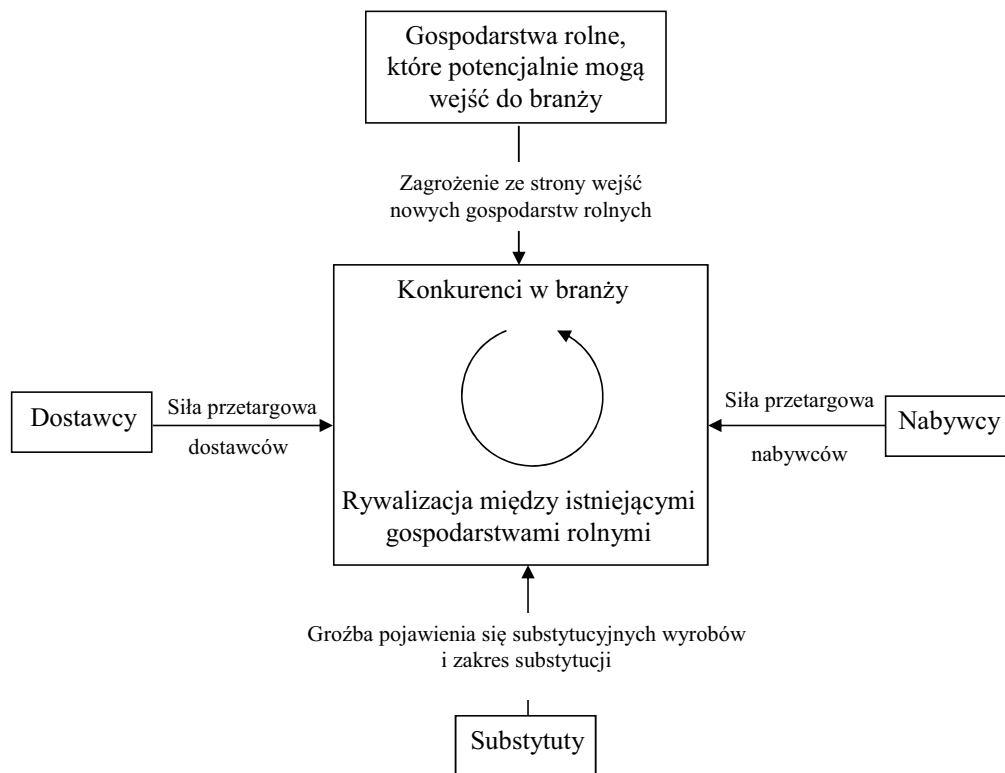 Gospodarstwa rolne,
które potencjalnie mogą
wejść do branży
Zagrożenie ze strony wejść
nowych gospodarstw rolnych
Konkurenci w branży
Dostawcy
Siła przetargowa
dostawców
Siła przetargowa
nabywców
Nabywcy
Rywalizacja między istniejącymi
gospodarstwami rolnymi
Groźba pojawienia się substytucyjnych wyrobów
i zakres substytucji
Substytuty